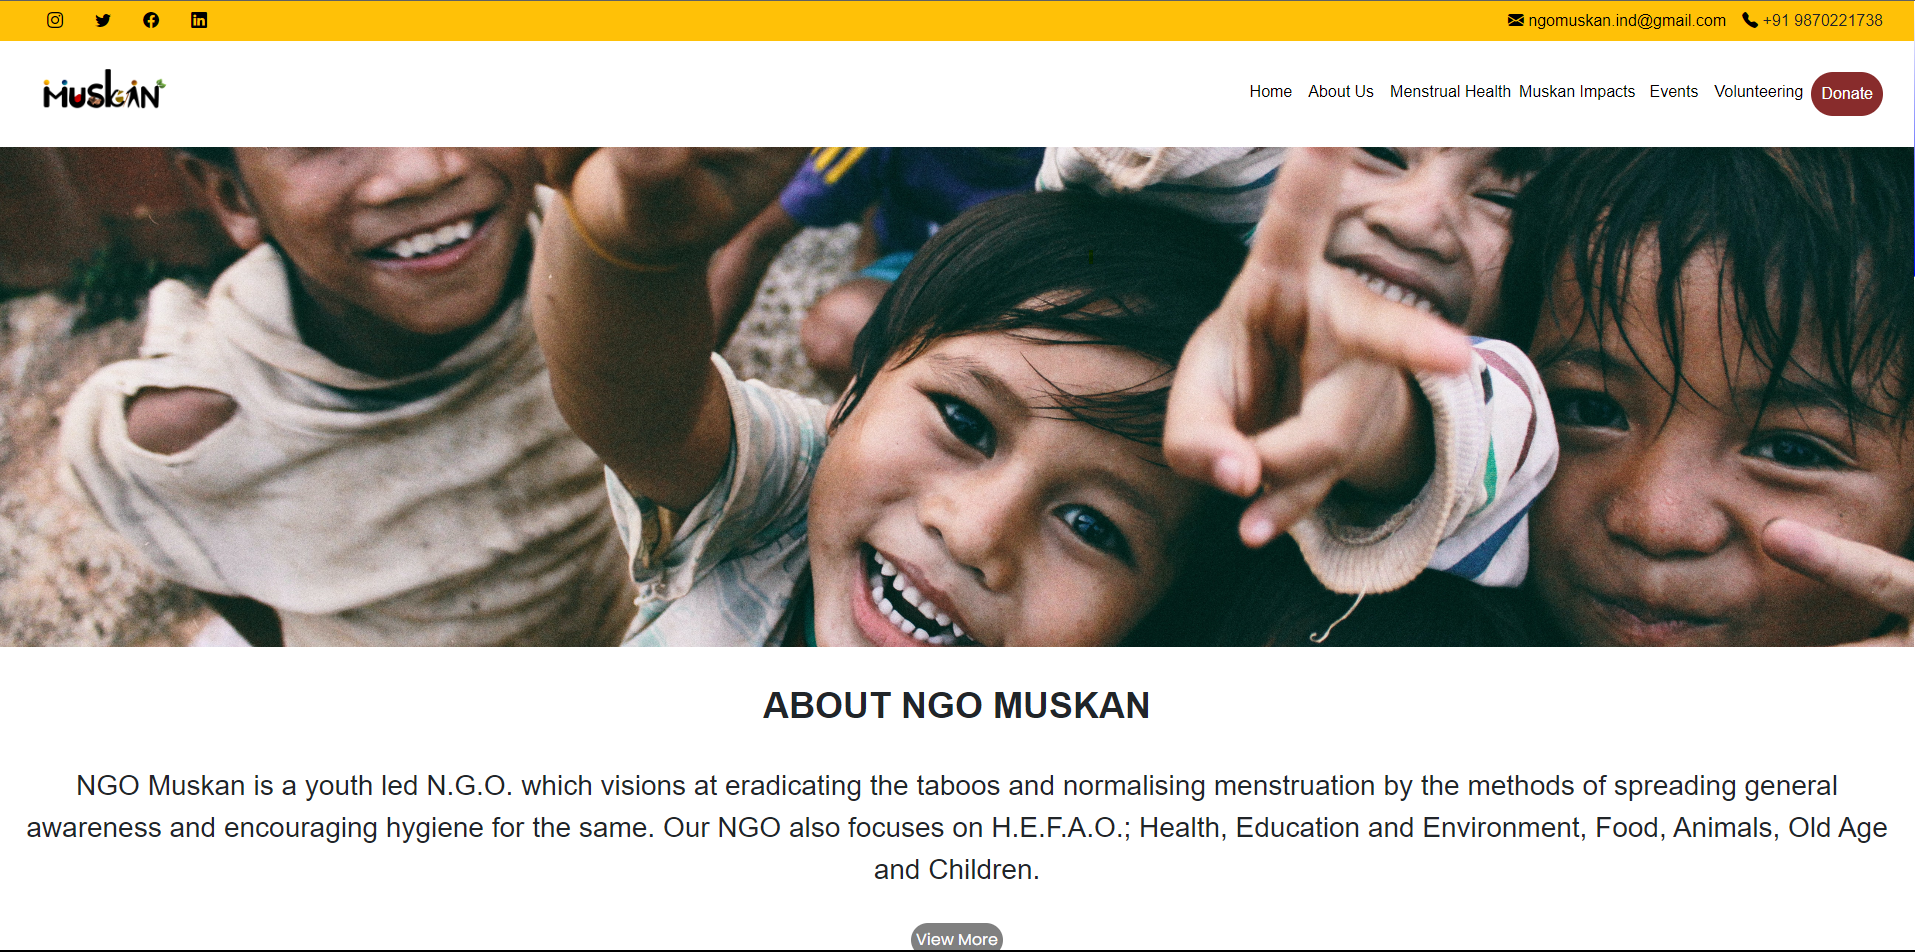 ngomuskan.ind@gmail.com +91 9870221738
MUSKAN
Home About Us Menstrual Health Muskan Impacts Events Volunteering Donate
ABOUT NGO MUSKAN
NGO Muskan is a youth led N.G.O. which visions at eradicating the taboos and normalising menstruation by the methods of spreading general
awareness and encouraging hygiene for the same. Our NGO also focuses on H.E.F.A.O.; Health, Education and Environment, Food, Animals, Old Age
and Children.
View More